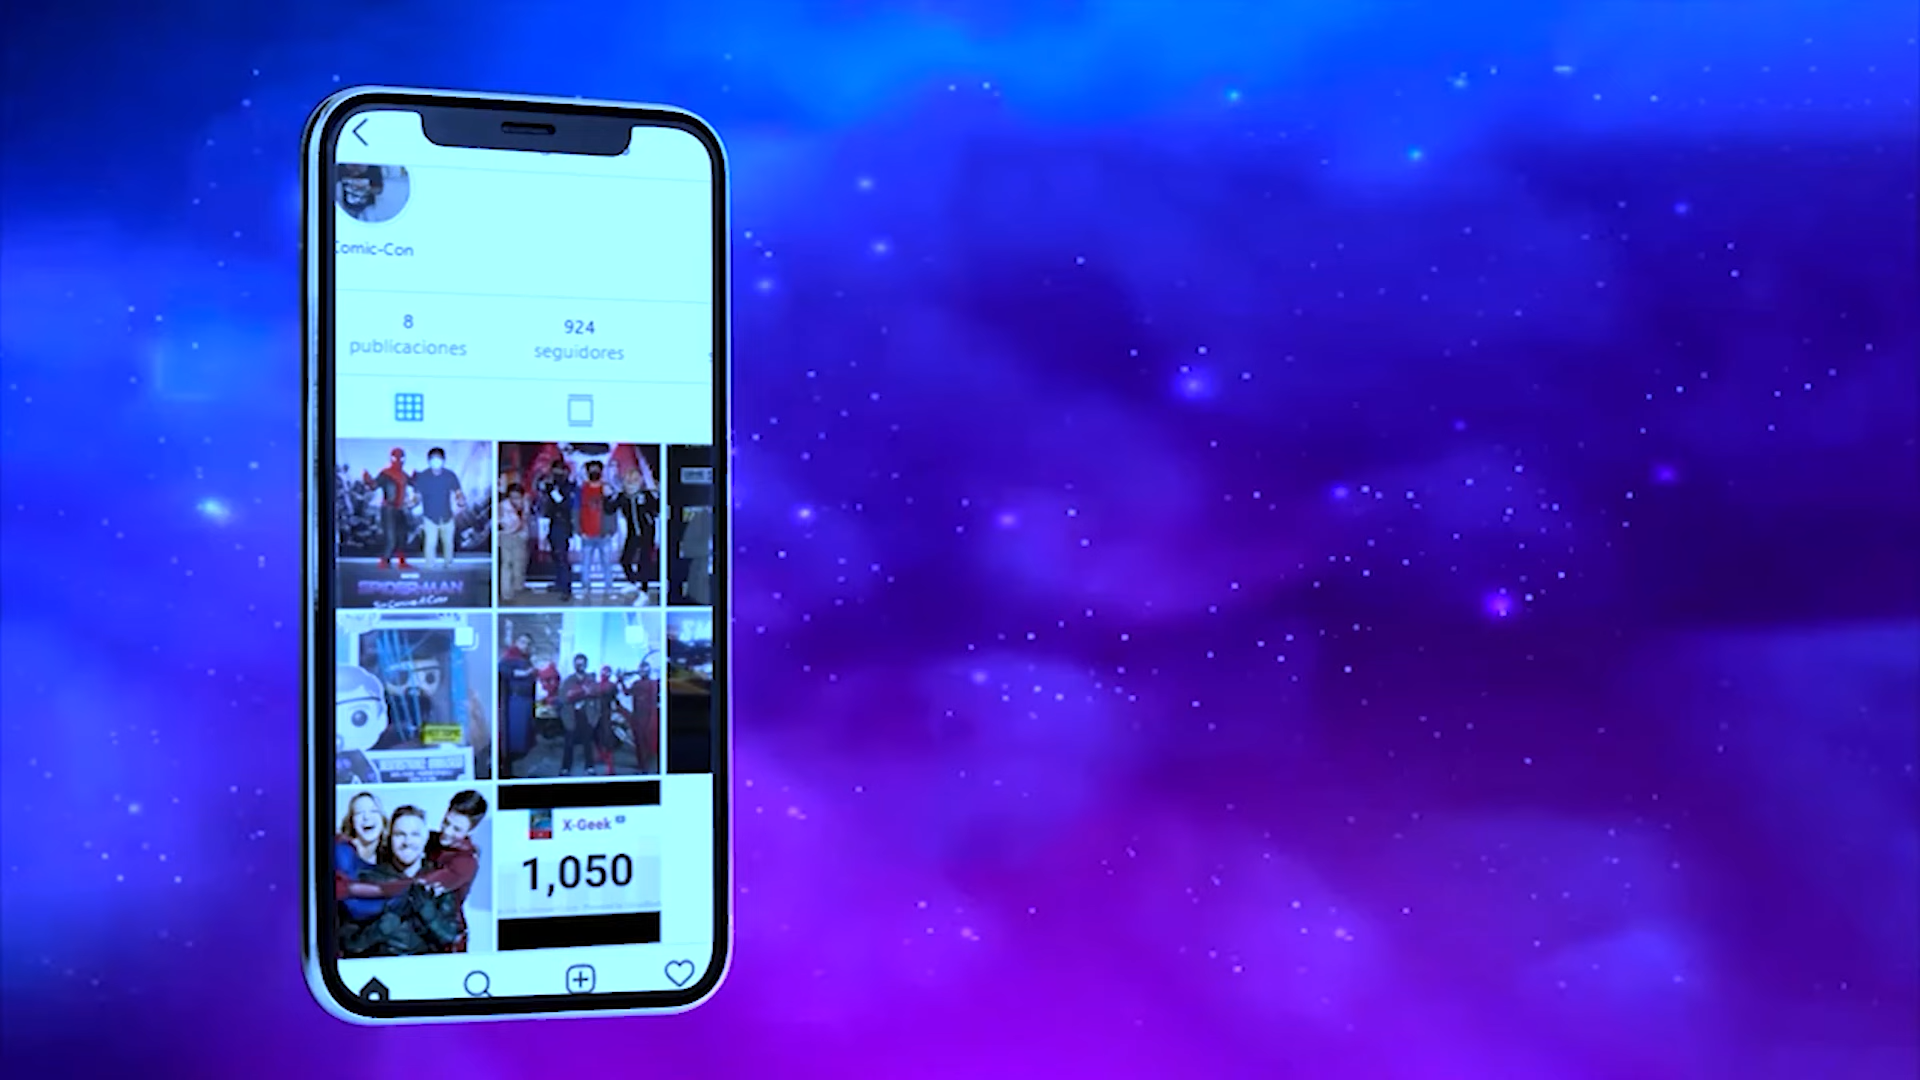 Comic-Con
8
924
publicaciones
seguidores
SPIDER-MAN
X-Geek
1,050